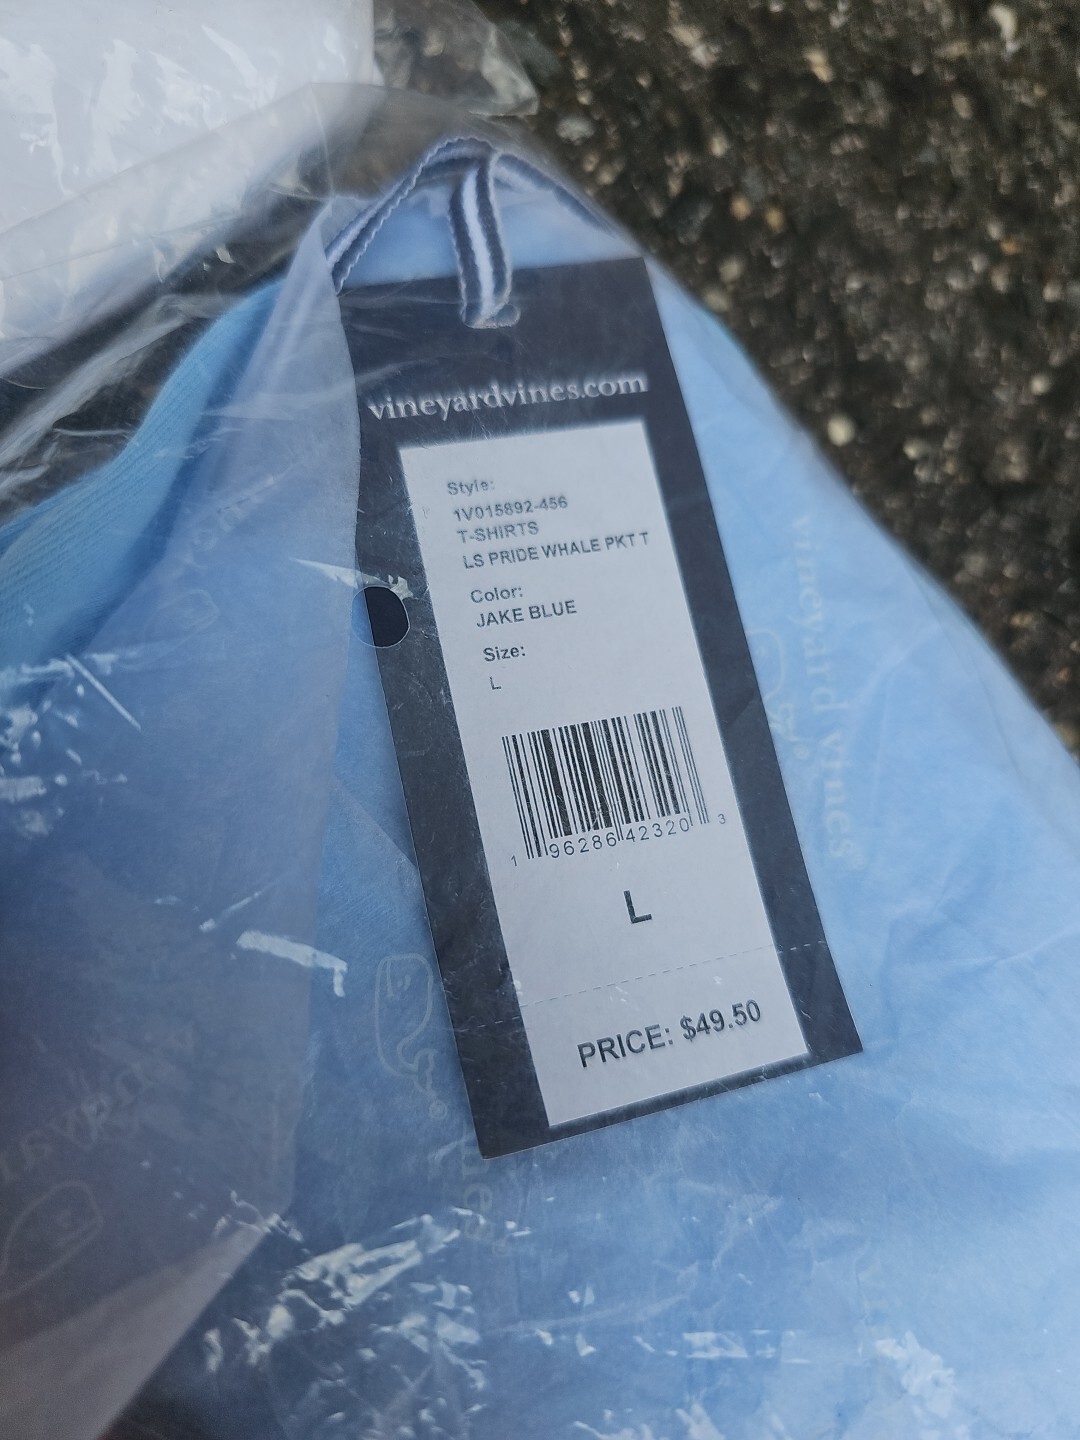 vineyardvines.com
Style:
1V015892-456
T-SHIRTS
LS PRIDE WHALE PKT T
Color:
JAKE BLUE
Size:
L
1 96286 42320 3
L
PRICE: $49.50
vineyard vines®